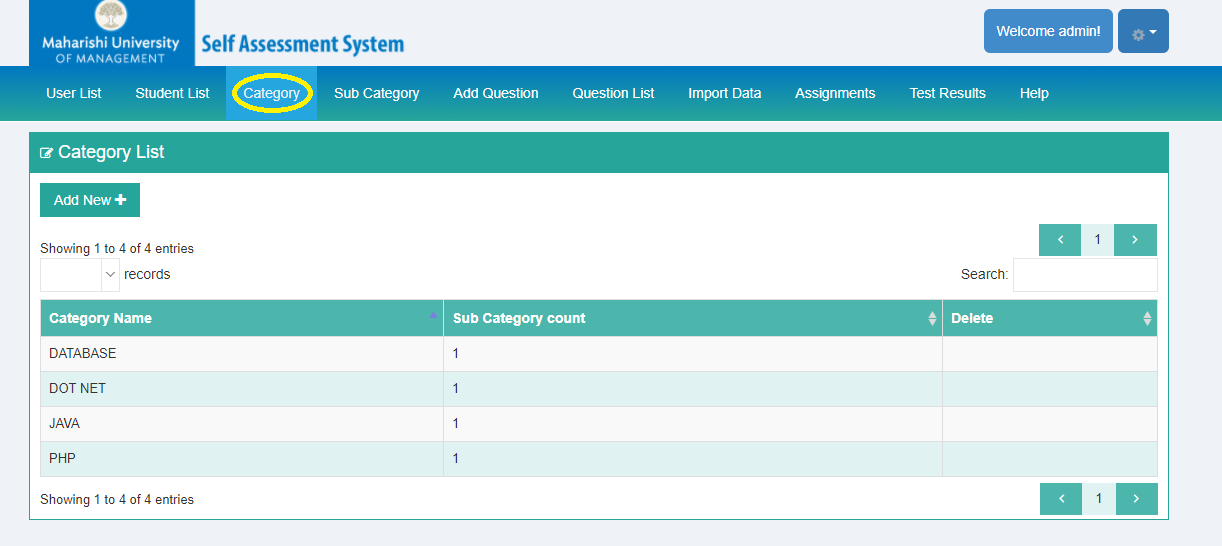 Maharishi University
OF MANAGEMENT
Self Assessment System
Welcome admin!
User List Student List Category Sub Category Add Question Question List Import Data Assignments Test Results Help
Category List
Add New
Showing 1 to 4 of 4 entries
1
records
Search:
Category Name Sub Category count Delete
DATABASE 1
DOT NET 1
JAVA 1
PHP 1
Showing 1 to 4 of 4 entries
1